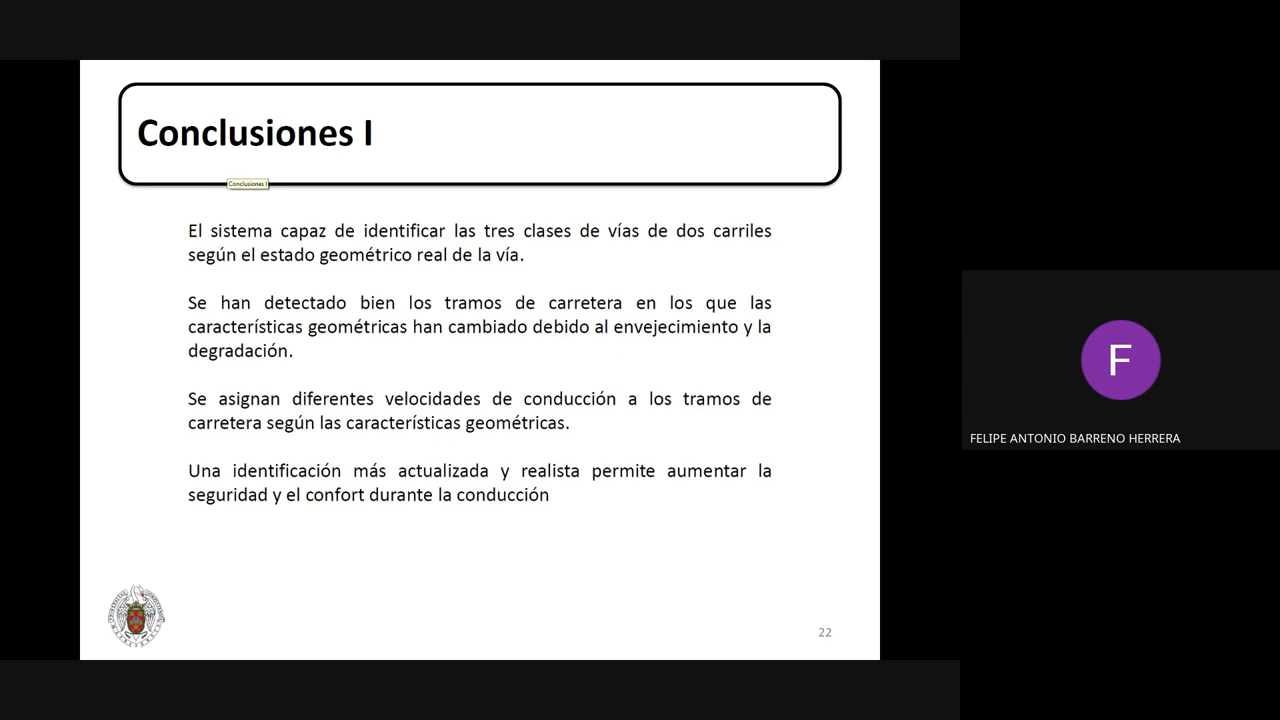 Conclusiones I
Conclusiones I
El sistema capaz de identificar las tres clases de vías de dos carriles
según el estado geométrico real de la vía.
Se han detectado bien los tramos de carretera en los que las
características geométricas han cambiado debido al envejecimiento y la
degradación.
Se asignan diferentes velocidades de conducción a los tramos de
carretera según las características geométricas.
Una identificación más actualizada y realista permite aumentar la
seguridad y el confort durante la conducción
22
F
FELIPE ANTONIO BARRENO HERRERA